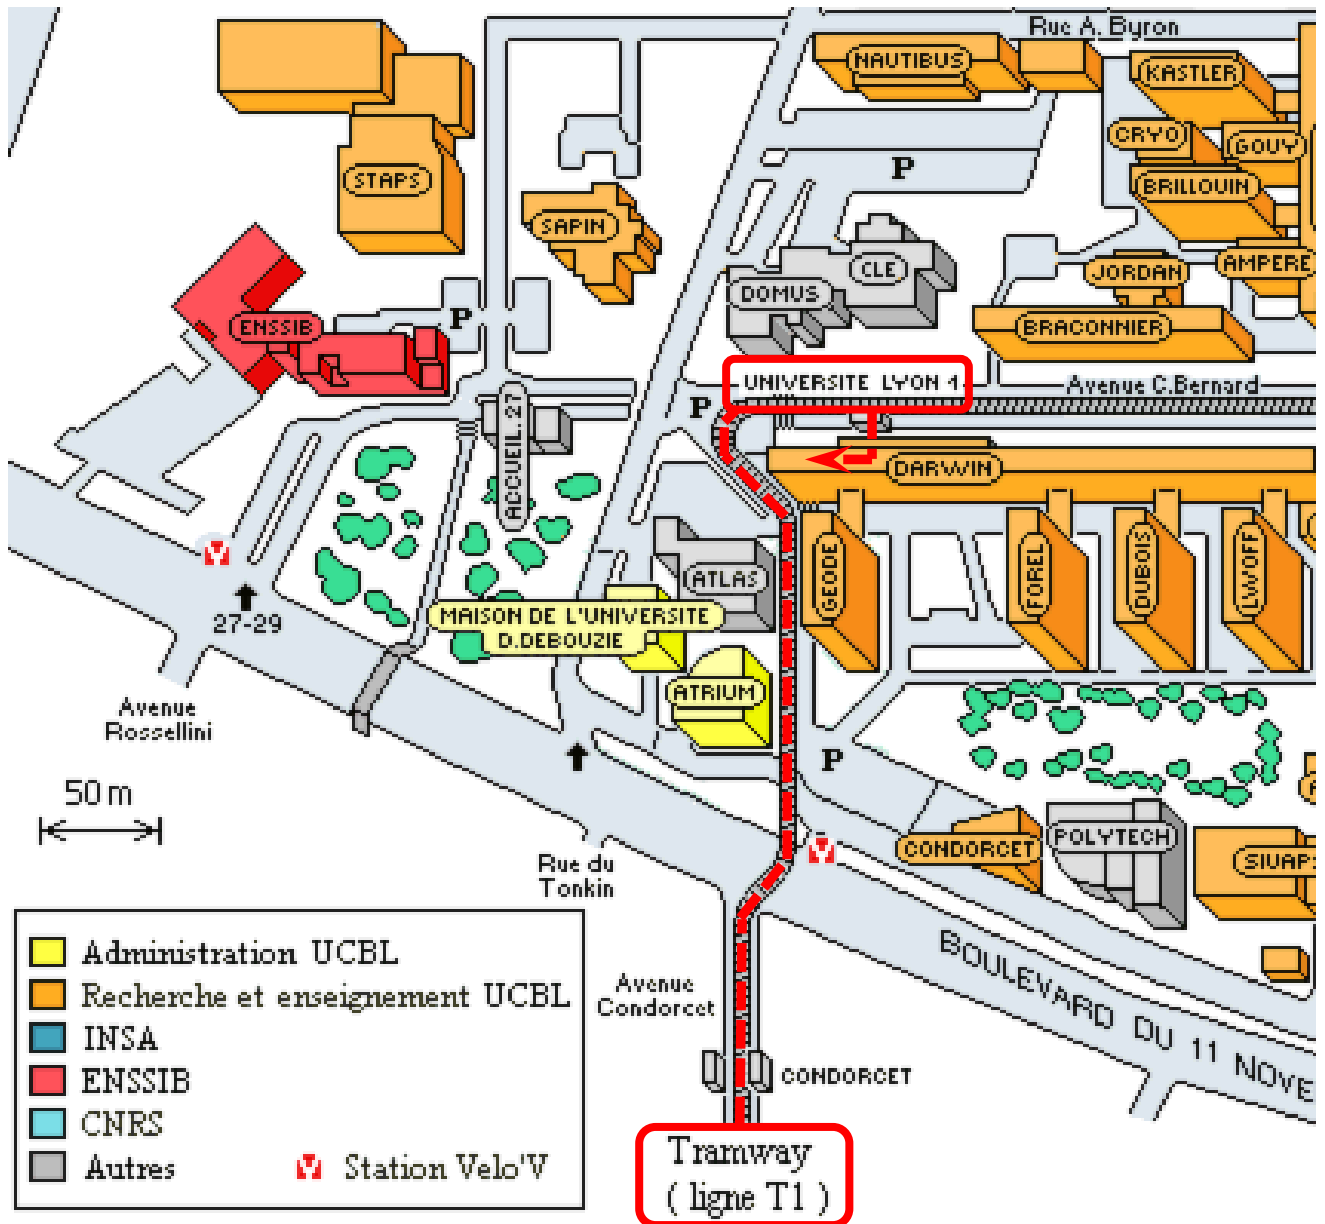 Rue A. Byron
NAUTIBUS
KASTLER
CRYO
GOUY
P
STAPS
BRILLOUIN
SAPIN
CLE
JORDAN
AMPERE
DOMUS
P
ENSSIB
BRACONNIER
UNIVERSITE LYON 1
Avenue C.Bernard
P
ACCUEIL.27
DARWIN
ATLAS
GEODE
FOREL
DUBOIS
LWOFF
27-29
MAISON DE L'UNIVERSITE
D.DEBOUZIE
ATRIUM
Avenue
Rossellini
P
50 m
CONDORCET
POLYTECH
SIUAPS
Rue du
Tonkin
BOULEVARD DU 11 NOVE
Administration UCBL
Recherche et enseignement UCBL
INSA
ENSSIB
CNRS
Autres
Station Velo'V
Avenue
Condorcet
CONDORCET
Tramway
( ligne T1 )